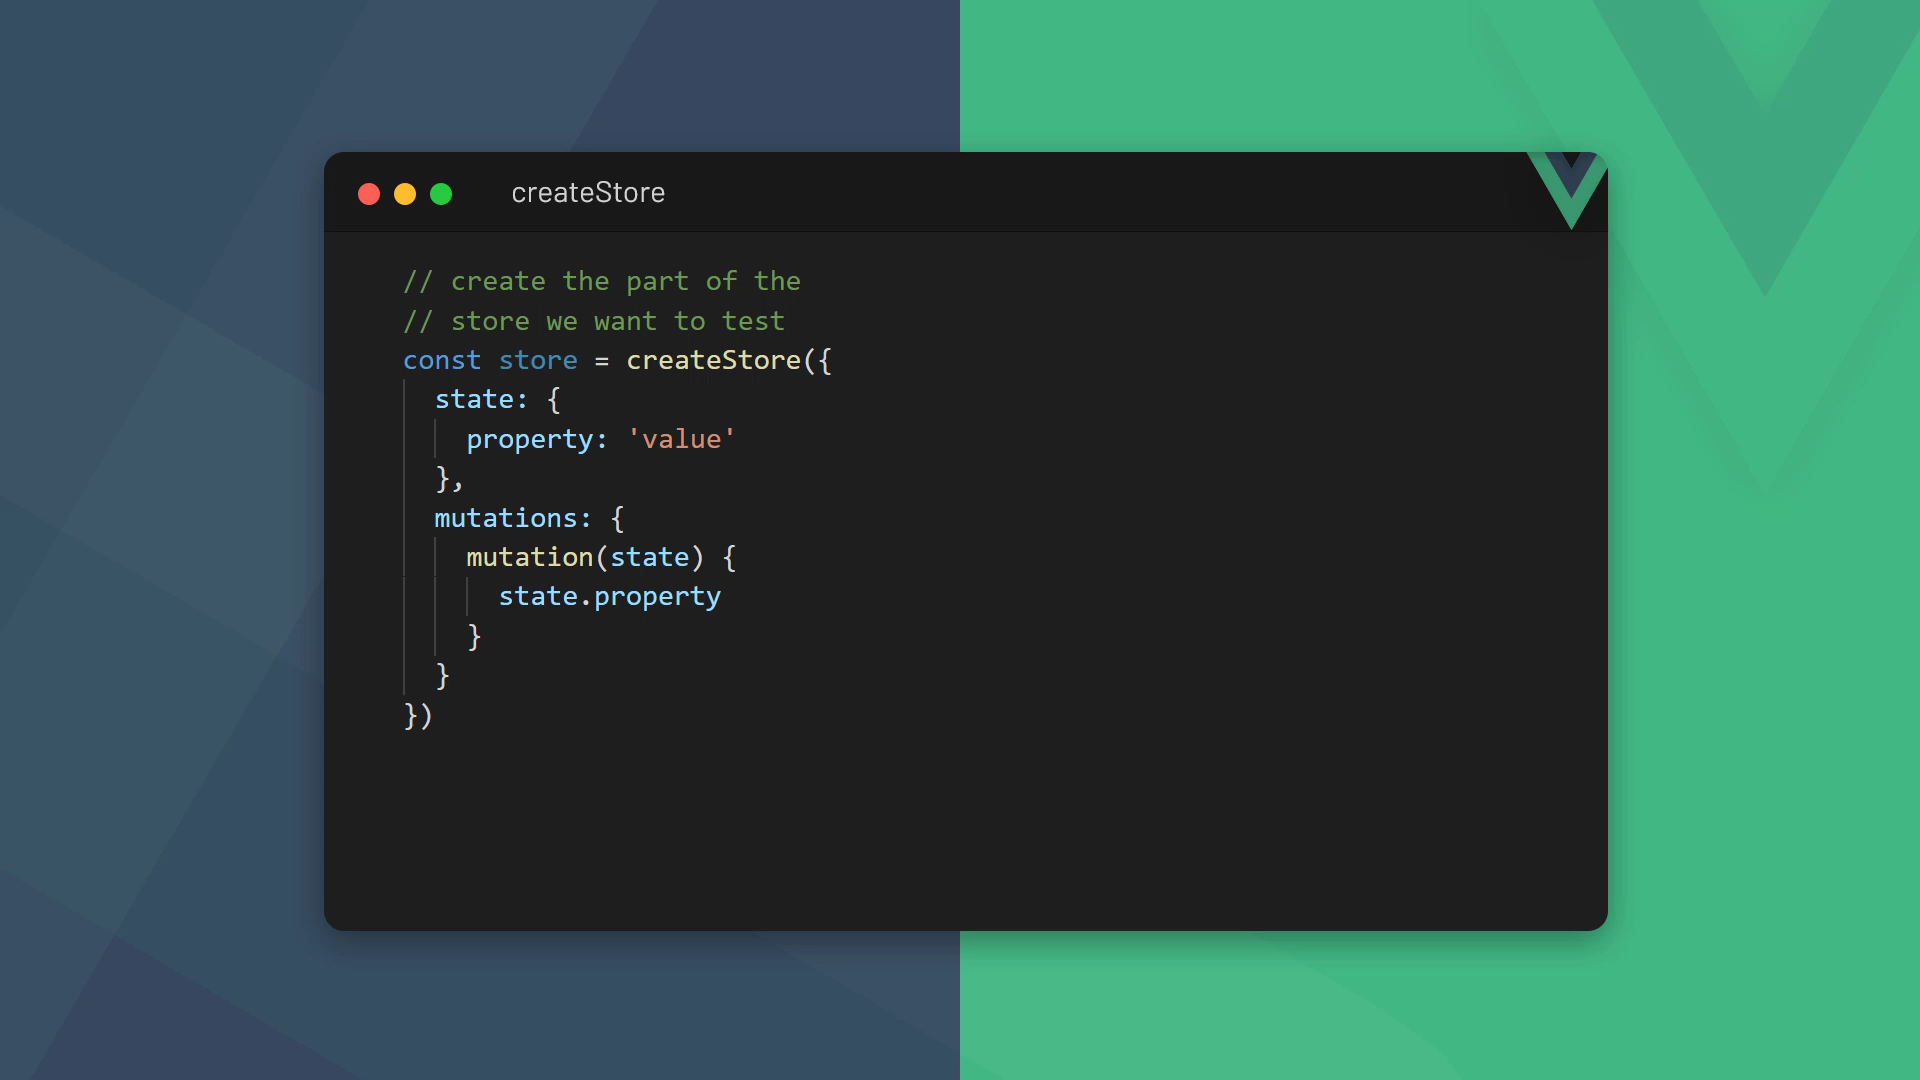 createStore
// create the part of the
// store we want to test
const store = createStore({
  state: {
    property: 'value'
  },
  mutations: {
    mutation(state) {
      state.property
    }
  }
})